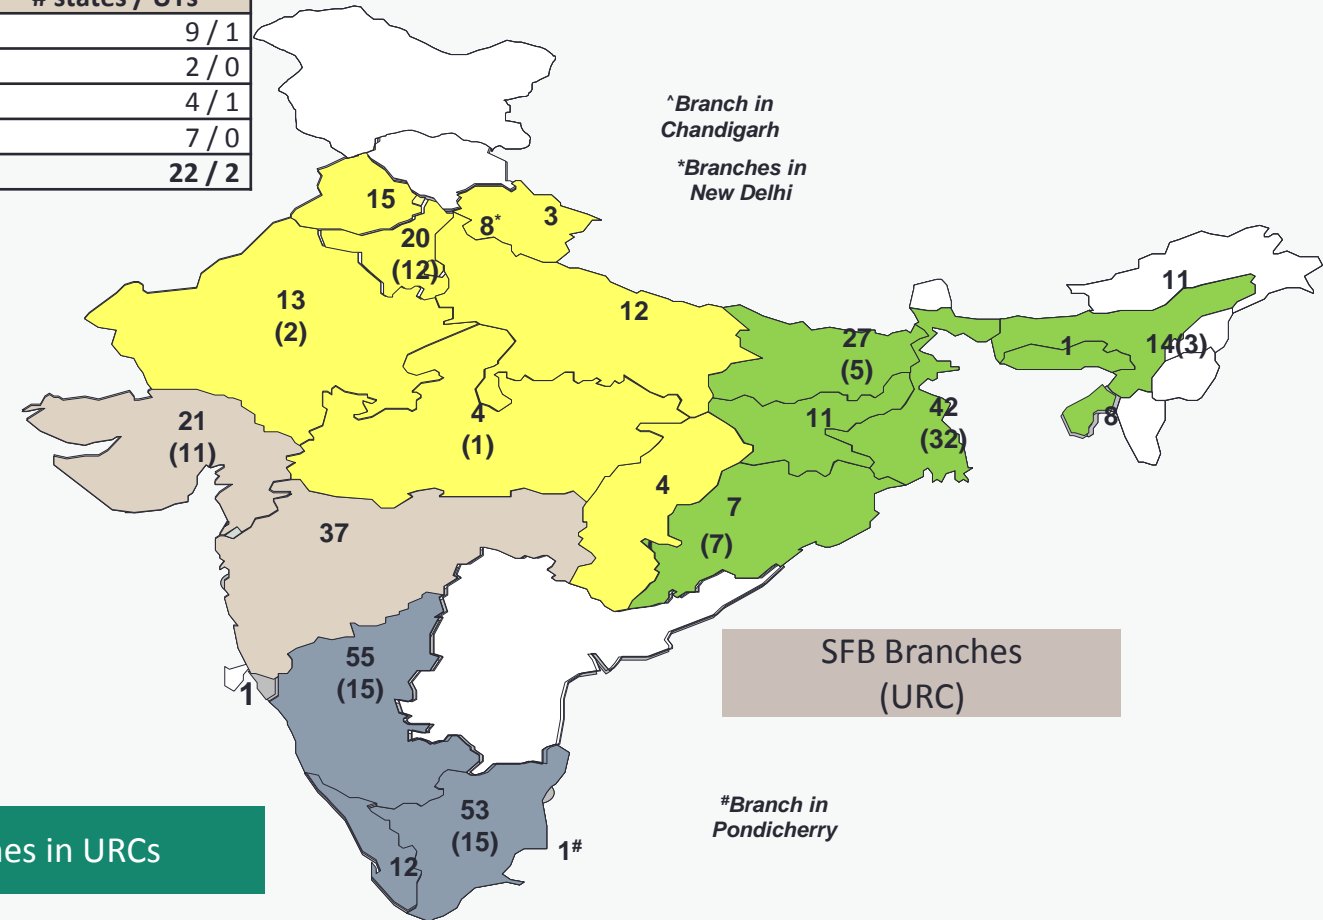 # states / UTs
9 / 1
2 / 0
4 / 1
7 / 0
22 / 2
^Branch in
Chandigarh
*Branches in
New Delhi
15
8*
3
20
(12)
13
(2)
12
11
27
(5)
1
14(3)
4
(1)
21
(11)
11
42
(32)
8
4
37
7
(7)
55
(15)
1
SFB Branches
(URC)
53
(15)
12
1#
#Branch in
Pondicherry
es in URCs